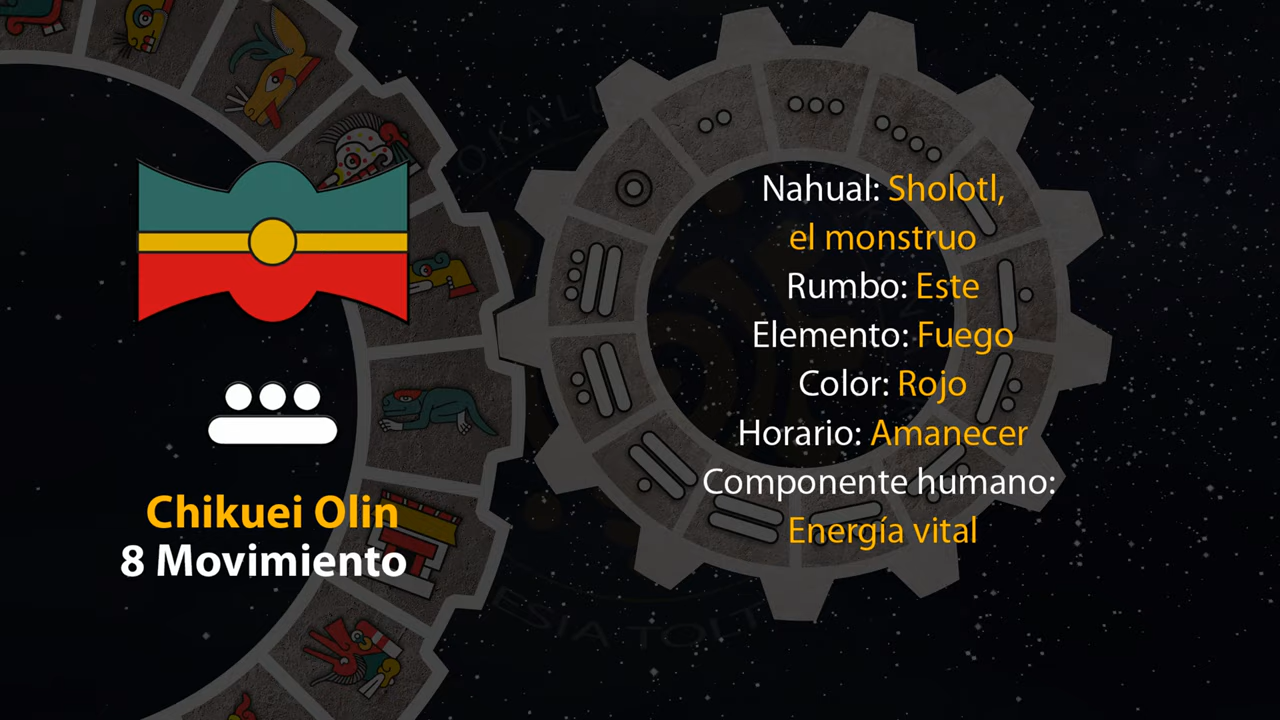 Nahual: Sholotl,
el monstruo
Rumbo: Este
Elemento: Fuego
Color: Rojo
Horario: Amanecer
Componente humano:
Energía vital
Chikuei Olin
8 Movimiento